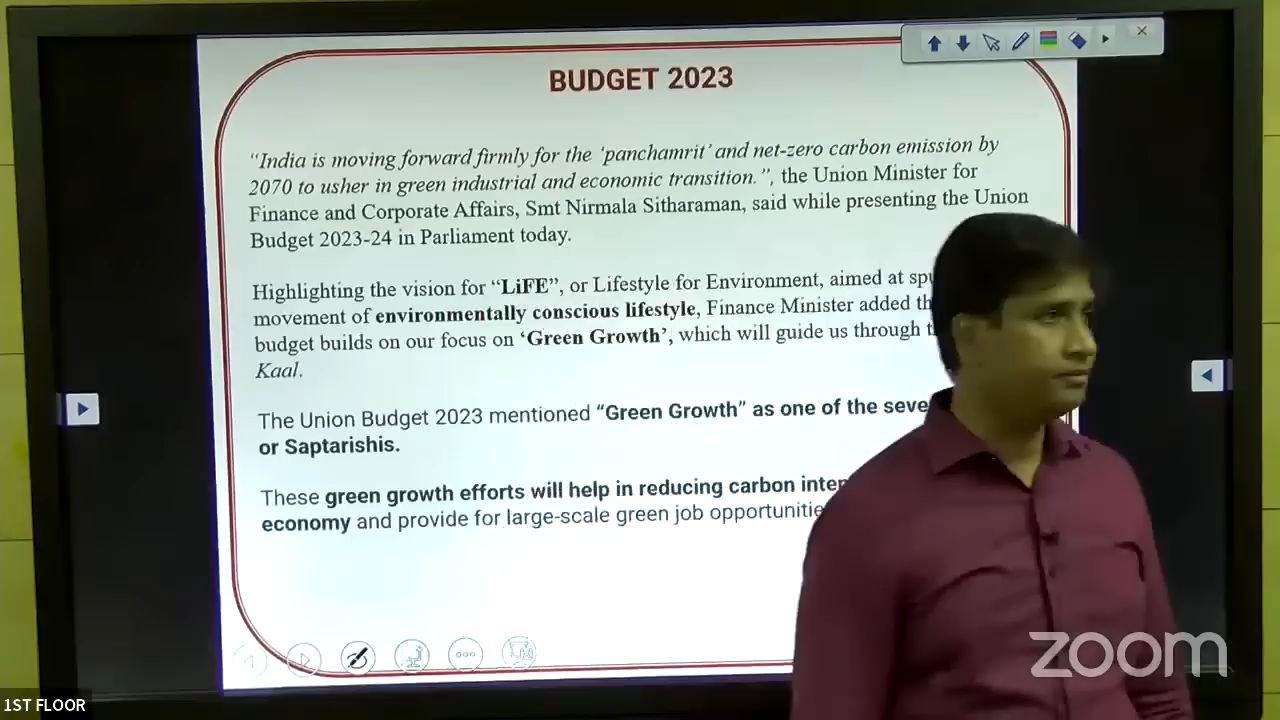 BUDGET 2023
“India is moving forward firmly for the ‘panchamrit’ and net-zero carbon emission by
2070 to usher in green industrial and economic transition.”, the Union Minister for
Finance and Corporate Affairs, Smt Nirmala Sitharaman, said while presenting the Union
Budget 2023-24 in Parliament today.
Highlighting the vision for “LiFE”, or Lifestyle for Environment, aimed at
movement of environmentally conscious lifestyle, Finance Minister added
budget builds on our focus on ‘Green Growth’, which will guide us through
Kaal.
The Union Budget 2023 mentioned “Green Growth” as one of the
or Saptarishis.
These green growth efforts will help in reducing carbon
economy and provide for large-scale green job
zoom
1ST FLOOR